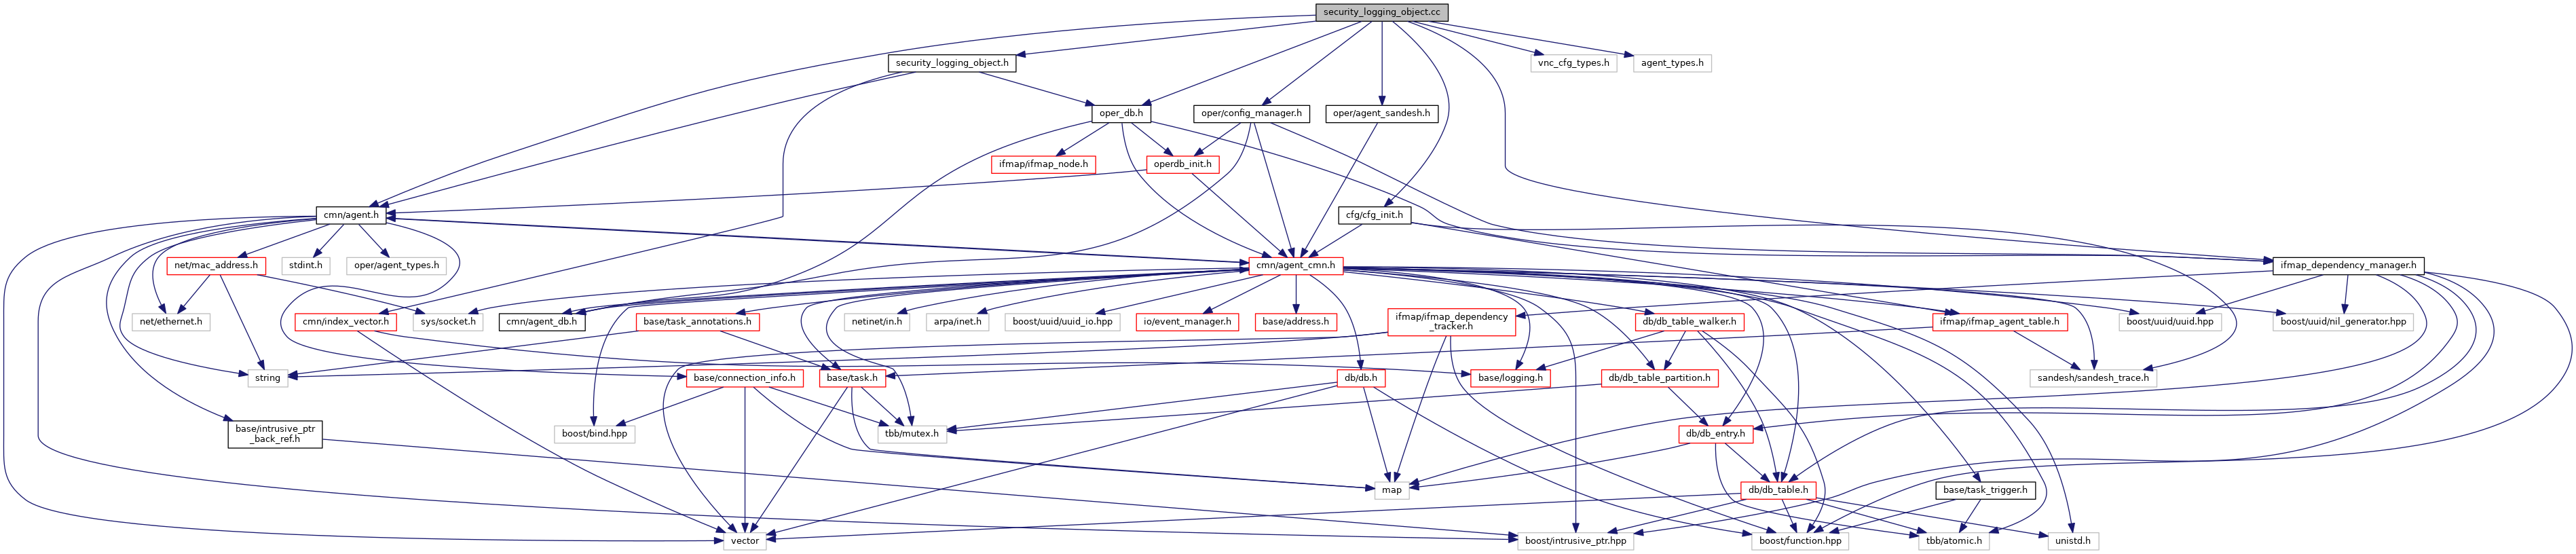 security_logging_object.cc
security_logging_object.h
vnc_cfg_types.h
agent_types.h
oper_db.h
oper/config_manager.h
oper/agent_sandesh.h
ifmap/ifmap_node.h
operdb_init.h
cmn/agent.h
cfg/cfg_init.h
net/mac_address.h
stdint.h
oper/agent_types.h
cmn/agent_cmn.h
ifmap_dependency_manager.h
net/ethernet.h
cmn/index_vector.h
sys/socket.h
cmn/agent_db.h
base/task_annotations.h
netinet/in.h
arpa/inet.h
boost/uuid/uuid_io.hpp
io/event_manager.h
base/address.h
ifmap/ifmap_dependency
_tracker.h
db/db_table_walker.h
ifmap/ifmap_agent_table.h
boost/uuid/uuid.hpp
boost/uuid/nil_generator.hpp
string
base/connection_info.h
base/task.h
db/db.h
base/logging.h
db/db_table_partition.h
sandesh/sandesh_trace.h
base/intrusive_ptr
_back_ref.h
boost/bind.hpp
tbb/mutex.h
db/db_entry.h
map
db/db_table.h
base/task_trigger.h
vector
boost/intrusive_ptr.hpp
boost/function.hpp
tbb/atomic.h
unistd.h